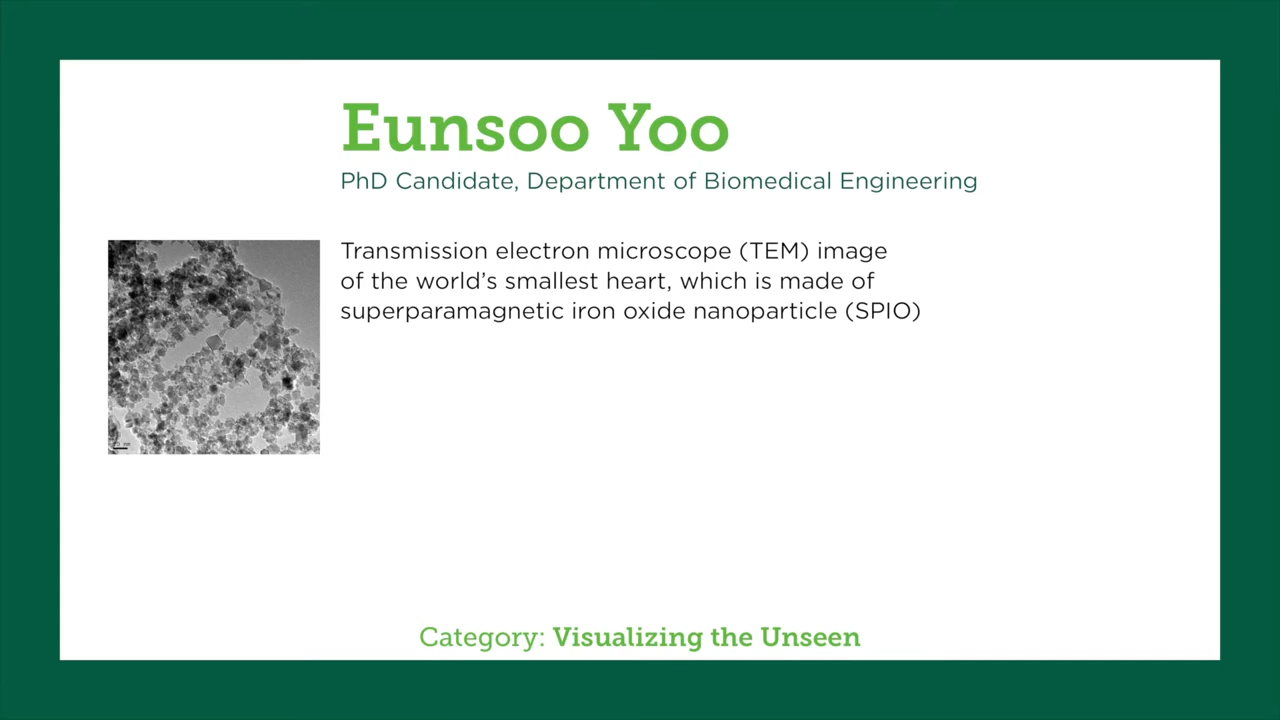 Eunsoo Yoo
PhD Candidate, Department of Biomedical Engineering
Transmission electron microscope (TEM) image
of the world’s smallest heart, which is made of
superparamagnetic iron oxide nanoparticle (SPIO)
Category: Visualizing the Unseen